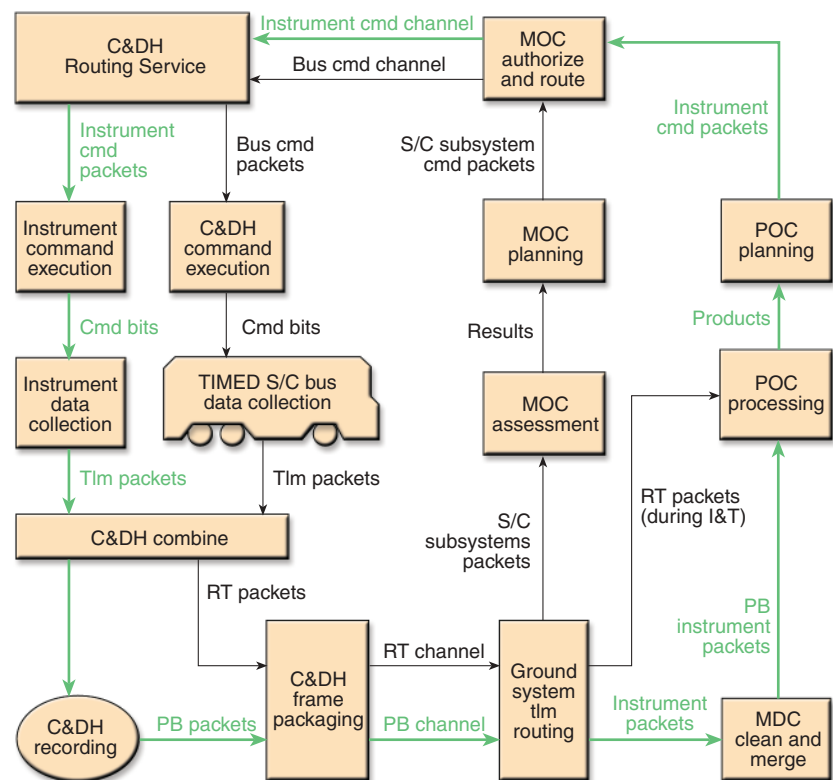 C&DH
Routing Service
Instrument cmd channel
Bus cmd channel
MOC
authorize
and route
Instrument
cmd
packets
Bus cmd
packets
S/C subsystem
cmd packets
Instrument
cmd packets
Instrument
command
execution
C&DH
command
execution
MOC
planning
POC
planning
Cmd bits
Cmd bits
Results
Products
Instrument
data
collection
TIMED S/C bus
data collection
MOC
assessment
POC
processing
Tlm packets
Tlm packets
S/C
subsystems
packets
RT packets
(during I&T)
C&DH combine
RT packets
PB
instrument
packets
C&DH
recording
PB packets
C&DH
frame
packaging
RT channel
PB channel
Ground
system
tlm
routing
Instrument
packets
MDC
clean and
merge